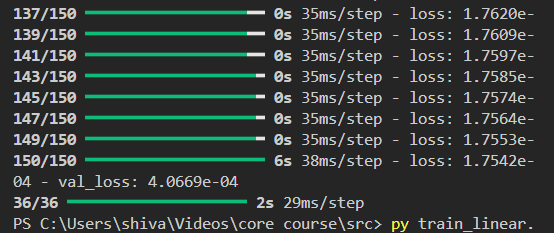 137/150 0s 35ms/step - loss: 1.7620e-
139/150 0s 35ms/step - loss: 1.7609e-
141/150 0s 35ms/step - loss: 1.7597e-
143/150 0s 35ms/step - loss: 1.7585e-
145/150 0s 35ms/step - loss: 1.7574e-
147/150 0s 35ms/step - loss: 1.7564e-
149/150 0s 35ms/step - loss: 1.7553e-
150/150 6s 38ms/step - loss: 1.7542e-
04 - val_loss: 4.0669e-04
36/36 2s 29ms/step
PS C:\Users\shiva\Videos\core course\src> py train_linear.